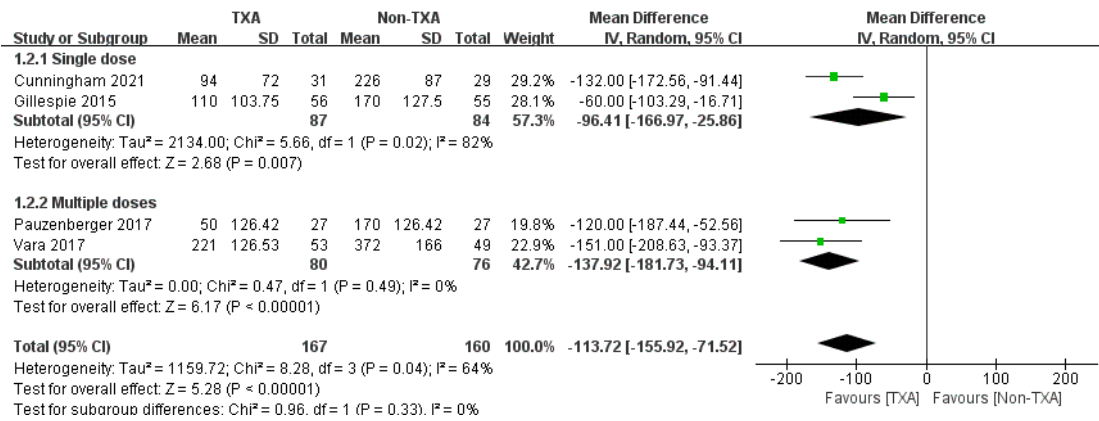 TXA Non-TXA Mean Difference Mean Difference
Study or Subgroup Mean SD Total Mean SD Total Weight IV, Random, 95% CI IV, Random, 95% CI
1.2.1 Single dose
Cunningham 2021 94 72 31 226 87 29 29.2% -132.00 [-172.56, -91.44]
Gillespie 2015 110 103.75 56 170 127.5 55 28.1% -60.00 [-103.29, -16.71]
Subtotal (95% CI) 87 84 57.3% -96.41 [-166.97, -25.86]
Heterogeneity: Tau² = 2134.00; Chi² = 5.66, df = 1 (P = 0.02); I² = 82%
Test for overall effect: Z = 2.68 (P = 0.007)
1.2.2 Multiple doses
Pauzenberger 2017 50 126.42 27 170 126.42 27 19.8% -120.00 [-187.44, -52.56]
Vara 2017 221 126.53 53 372 166 49 22.9% -151.00 [-208.63, -93.37]
Subtotal (95% CI) 80 76 42.7% -137.92 [-181.73, -94.11]
Heterogeneity: Tau² = 0.00; Chi² = 0.47, df = 1 (P = 0.49); I² = 0%
Test for overall effect: Z = 6.17 (P < 0.00001)
Total (95% CI) 167 160 100.0% -113.72 [-155.92, -71.52]
Heterogeneity: Tau² = 1159.72; Chi² = 8.28, df = 3 (P = 0.04); I² = 64%
Test for overall effect: Z = 5.28 (P < 0.00001)
Test for subgroup differences: Chi² = 0.96, df = 1 (P = 0.33), I² = 0%
-200 -100 0 100 200
Favours [TXA] Favours [Non-TXA]